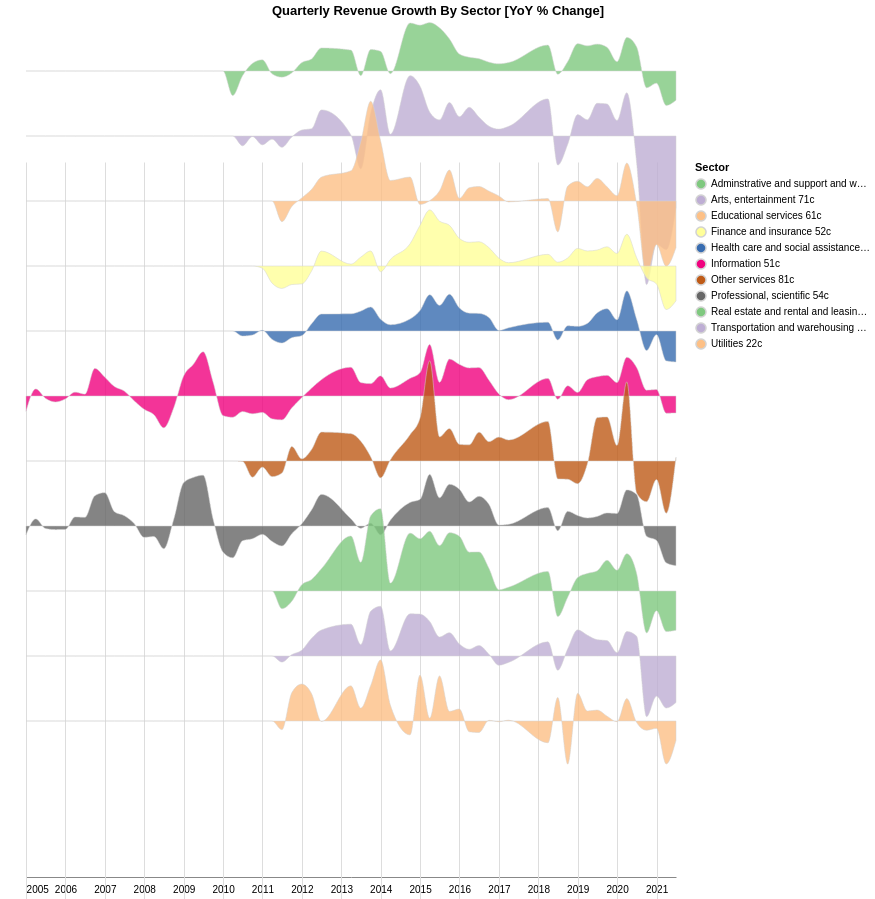 Quarterly Revenue Growth By Sector [YoY % Change]
Sector
Adminstrative and support and w…
Arts, entertainment 71c
Educational services 61c
Finance and insurance 52c
Health care and social assistance…
Information 51c
Other services 81c
Professional, scientific 54c
Real estate and rental and leasin…
Transportation and warehousing …
Utilities 22c
2005 2006 2007 2008 2009 2010 2011 2012 2013 2014 2015 2016 2017 2018 2019 2020 2021